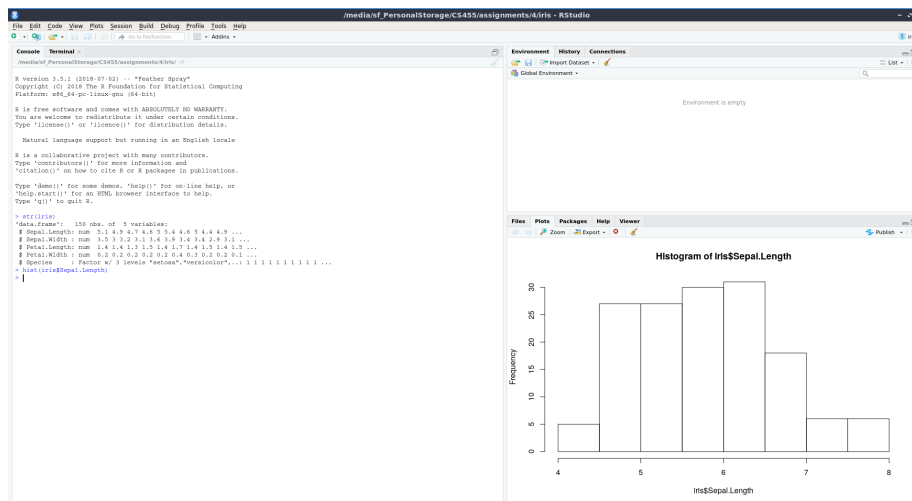 /media/sf_PersonalStorage/CS455/assignments/4/iris - RStudio
File Edit Code View Plots Session Build Debug Profile Tools Help
Go to file/function Addins
Console Terminal
/media/sf_PersonalStorage/CS455/assignments/4/iris/
R version 3.5.1 (2018-07-02) -- "Feather Spray"
Copyright (C) 2018 The R Foundation for Statistical Computing
Platform: x86_64-pc-linux-gnu (64-bit)
R is free software and comes with ABSOLUTELY NO WARRANTY.
You are welcome to redistribute it under certain conditions.
Type 'license()' or 'licence()' for distribution details.
Natural language support but running in an English locale
R is a collaborative project with many contributors.
Type 'contributors()' for more information and
'citation()' on how to cite R or R packages in publications.
Type 'demo()' for some demos, 'help()' for on-line help, or
'help.start()' for an HTML browser interface to help.
Type 'q()' to quit R.
> str(iris)
'data.frame': 150 obs. of 5 variables:
$ Sepal.Length: num 5.1 4.9 4.7 4.6 5 5.4 4.6 5 4.4 4.9 ...
$ Sepal.Width : num 3.5 3 3.2 3.1 3.6 3.9 3.4 3.4 2.9 3.1 ...
$ Petal.Length: num 1.4 1.4 1.3 1.5 1.4 1.7 1.4 1.5 1.4 1.5 ...
$ Petal.Width : num 0.2 0.2 0.2 0.2 0.2 0.4 0.3 0.2 0.2 0.1 ...
$ Species : Factor w/ 3 levels "setosa","versicolor",..: 1 1 1 1 1 1 1 1 1 1 ...
> hist(iris$Sepal.Length)
>
Environment History Connections
Import Dataset List
Global Environment
Environment is empty
Files Plots Packages Help Viewer
Zoom Export Publish
Histogram of iris$Sepal.Length
Frequency
30
25
20
15
10
5
0
4 5 6 7 8
iris$Sepal.Length